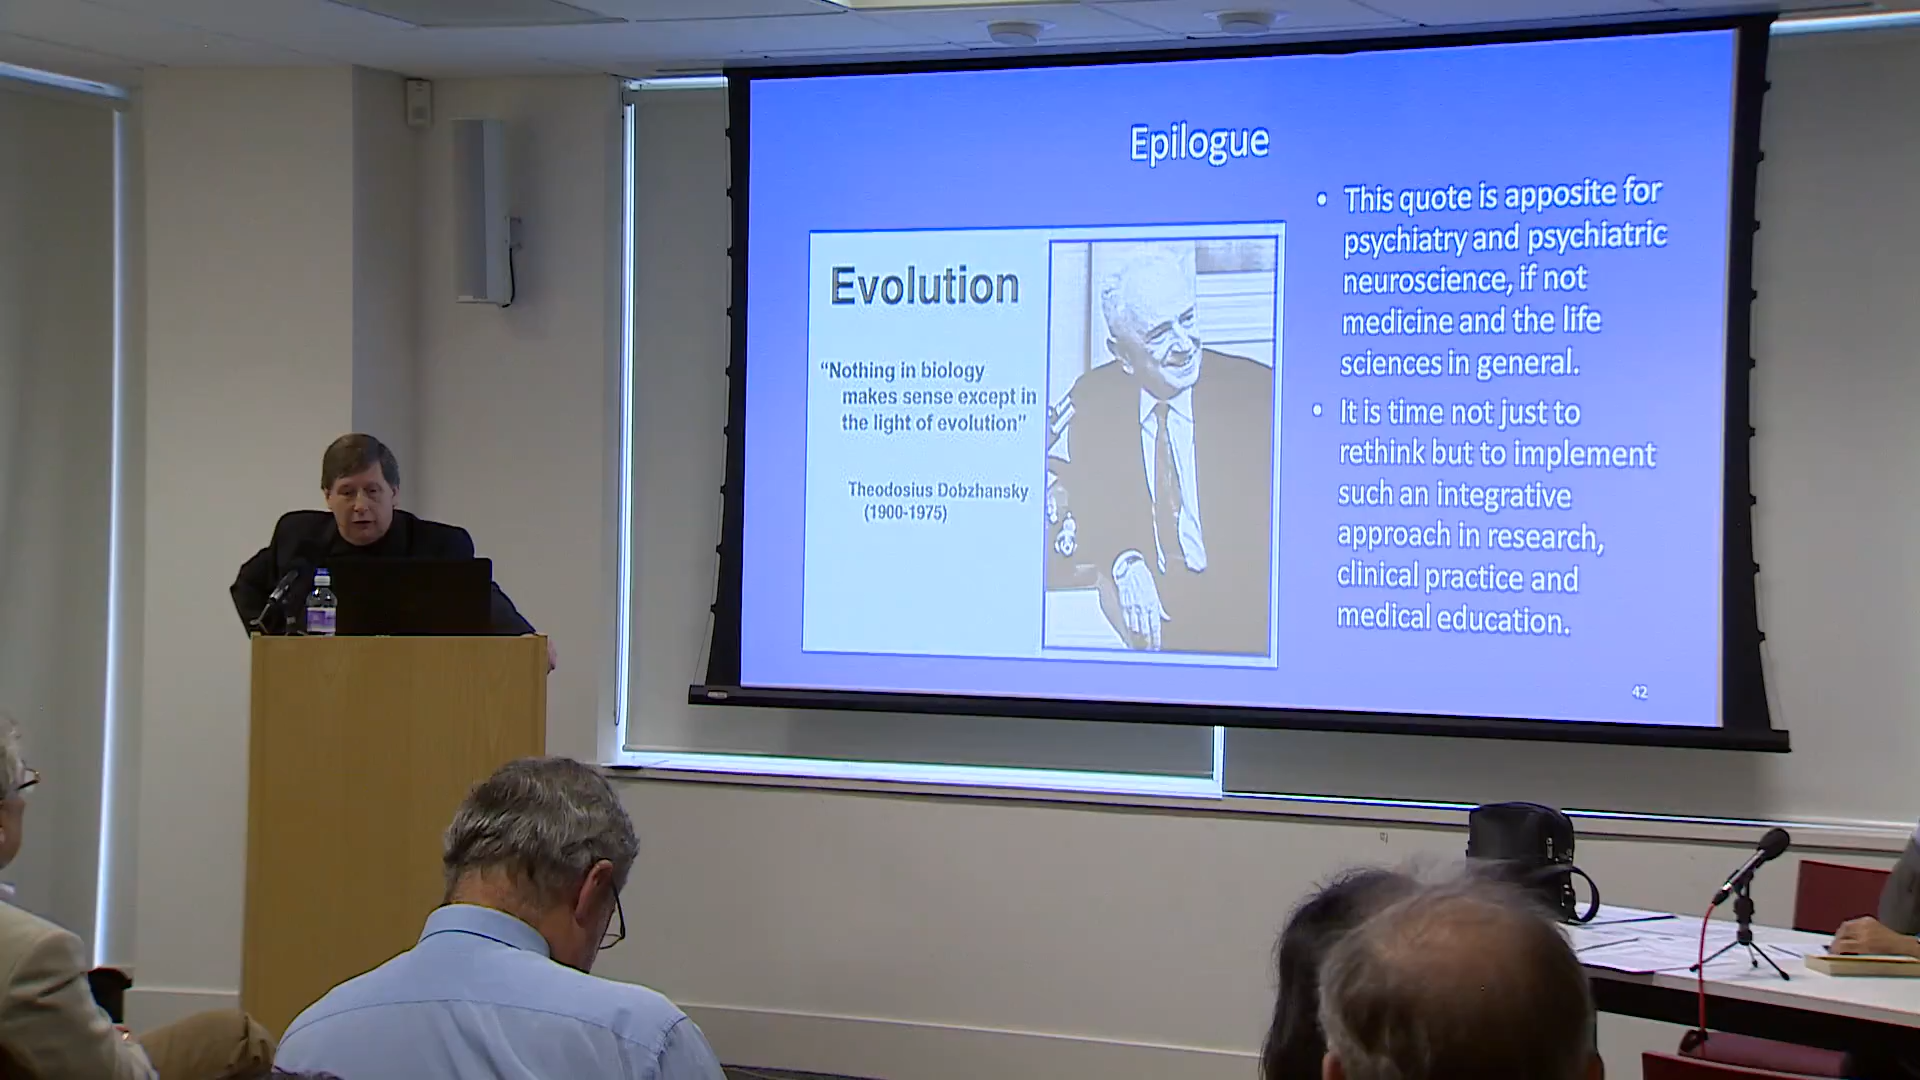 Epilogue
Evolution
“Nothing in biology
makes sense except in
the light of evolution”
Theodosius Dobzhansky
(1900-1975)
• This quote is apposite for
psychiatry and psychiatric
neuroscience, if not
medicine and the life
sciences in general.
• It is time not just to
rethink but to implement
such an integrative
approach in research,
clinical practice and
medical education.
42